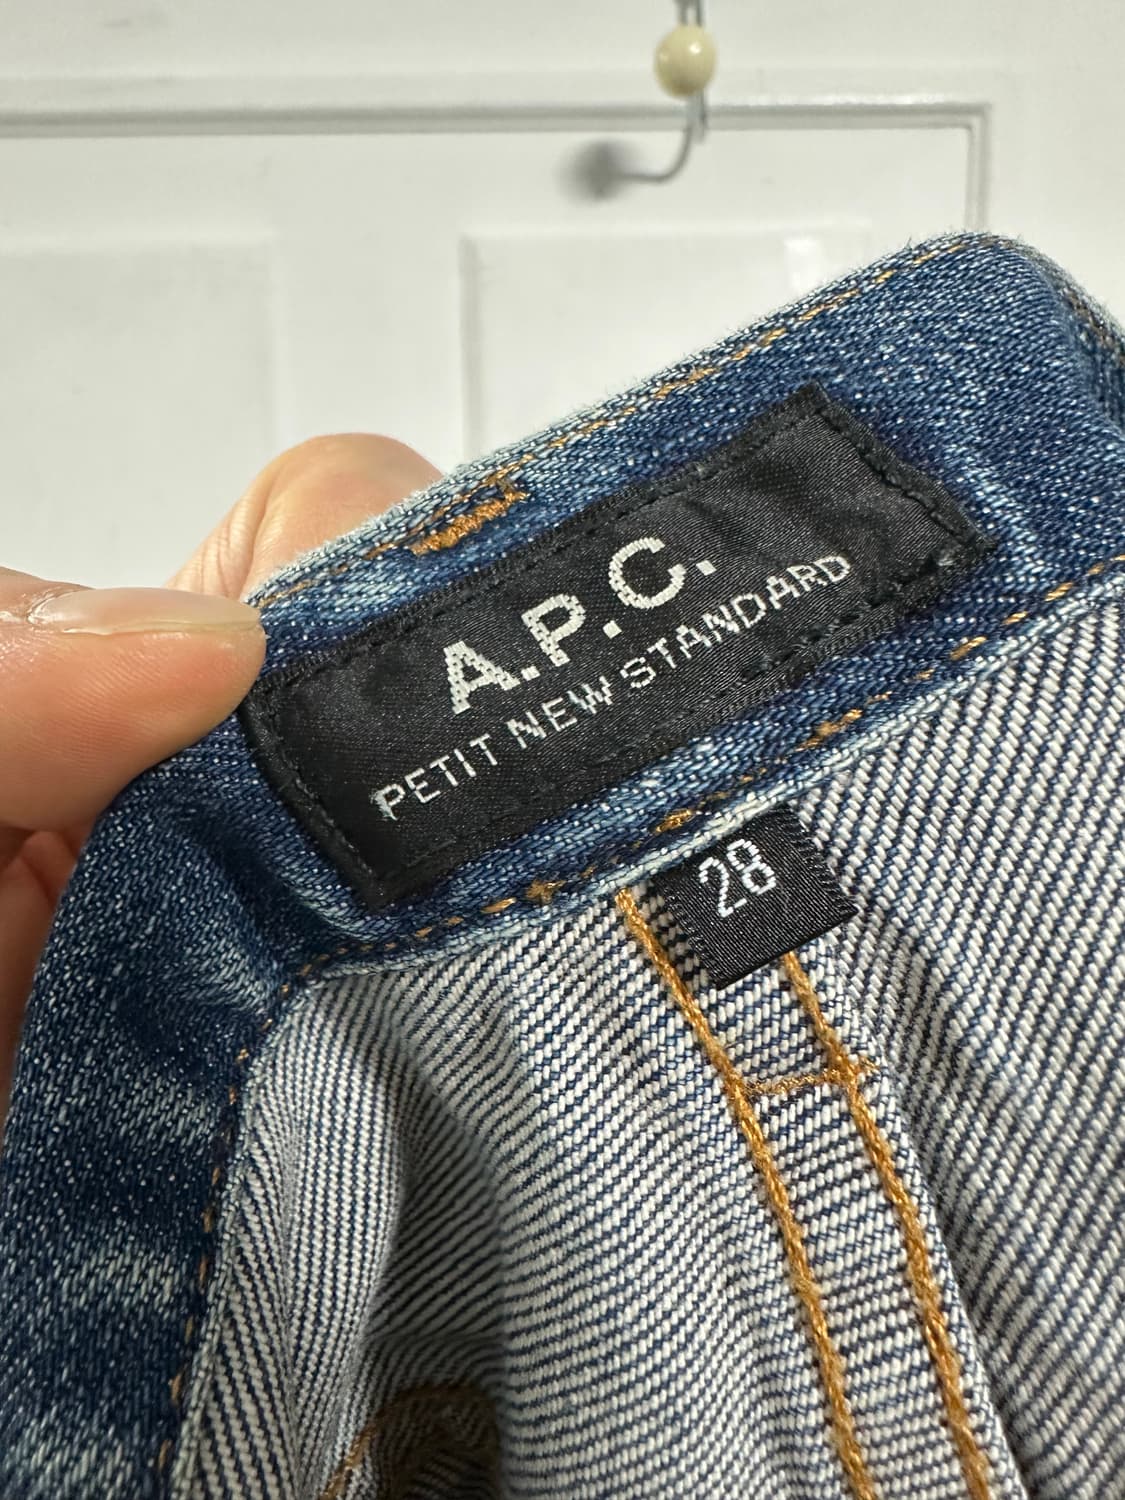 A.P.C.
PETIT NEW STANDARD
28